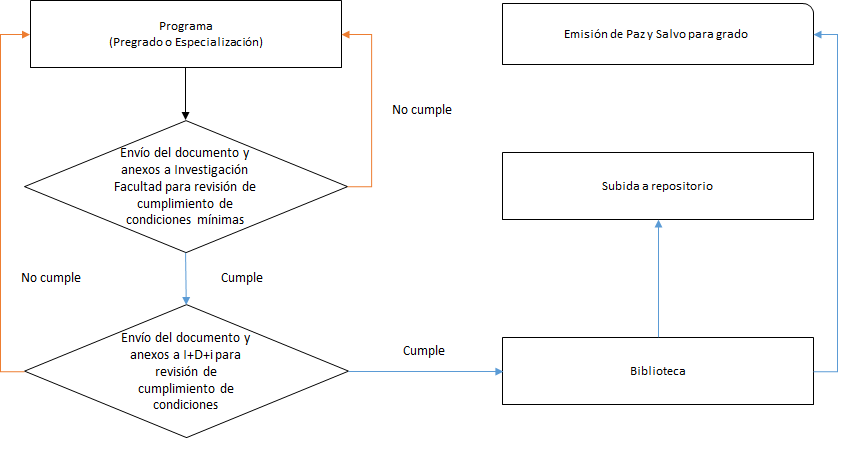 Programa
(Pregrado o Especialización)
No cumple
Envío del documento y
anexos a Investigación
Facultad para revisión de
cumplimiento de
condiciones mínimas
No cumple
Cumple
Envío del documento y
anexos a I+D+i para
revisión de
cumplimiento de
condiciones
Cumple
Emisión de Paz y Salvo para grado
Subida a repositorio
Biblioteca